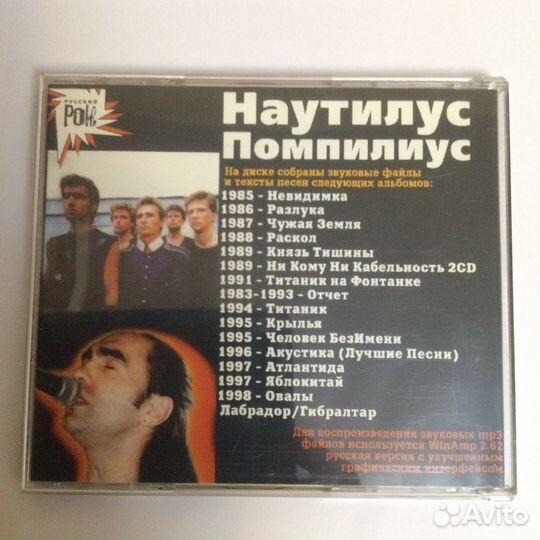 РУССКИЙ
РОК
Наутилус
Помпилиус
На диске собраны звуковые файлы
и тексты песен следующих альбомов:
1985 - Невидимка
1986 - Разлука
1987 - Чужая Земля
1988 - Раскол
1989 - Князь Тишины
1989 - Ни Кому Ни Кабельность 2CD
1991 - Титаник на Фонтанке
1983-1993 - Отчет
1994 - Титаник
1995 - Крылья
1995 - Человек БезИмени
1996 - Акустика (Лучшие Песни)
1997 - Атлантида
1997 - Яблокитай
1998 - Овалы
Лабрадор/Гибралтар
Для воспроизведения звуковых mp3
файлов используется WinAmp 2.62
русская версия с улучшенным
графическим интерфейсом
Avito